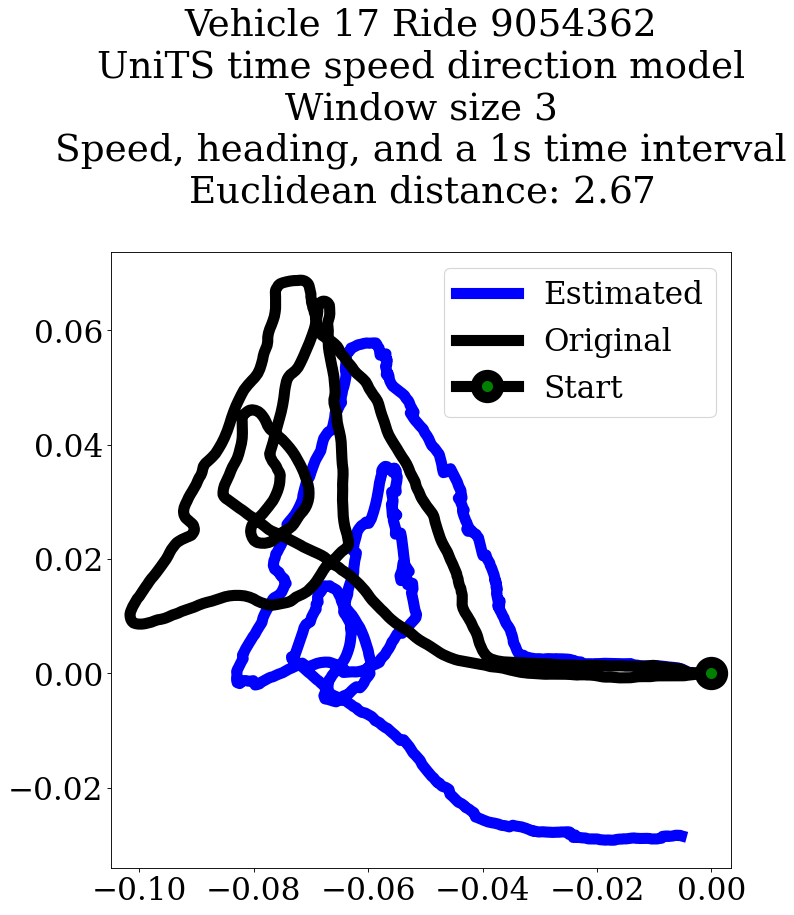 Vehicle 17 Ride 9054362
UniTS time speed direction model
Window size 3
Speed, heading, and a 1s time interval
Euclidean distance: 2.67
Estimated
Original
Start
0.06
0.04
0.02
0.00
−0.02
−0.10 −0.08 −0.06 −0.04 −0.02 0.00